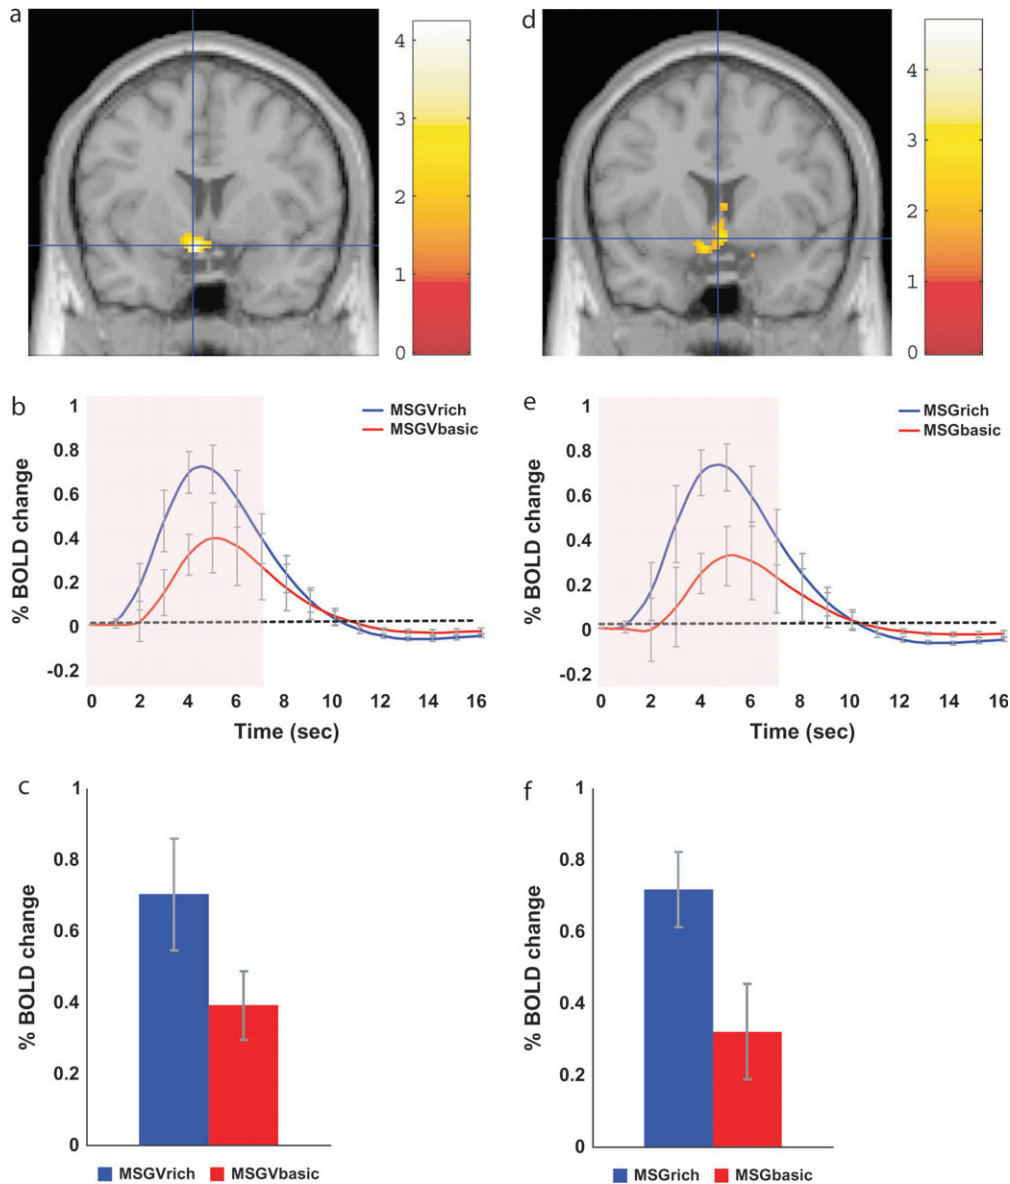 a
4
3
2
1
0
d
4
3
2
1
0
b
1
0.8
0.6
0.4
0.2
0
-0.2
% BOLD change
MSGVrich
MSGVbasic
0 2 4 6 8 10 12 14 16
Time (sec)
e
1
0.8
0.6
0.4
0.2
0
-0.2
% BOLD change
MSGrich
MSGbasic
0 2 4 6 8 10 12 14 16
Time (sec)
c
1
0.8
0.6
0.4
0.2
0
% BOLD change
MSGVrich MSGVbasic
f
1
0.8
0.6
0.4
0.2
0
% BOLD change
MSGrich MSGbasic